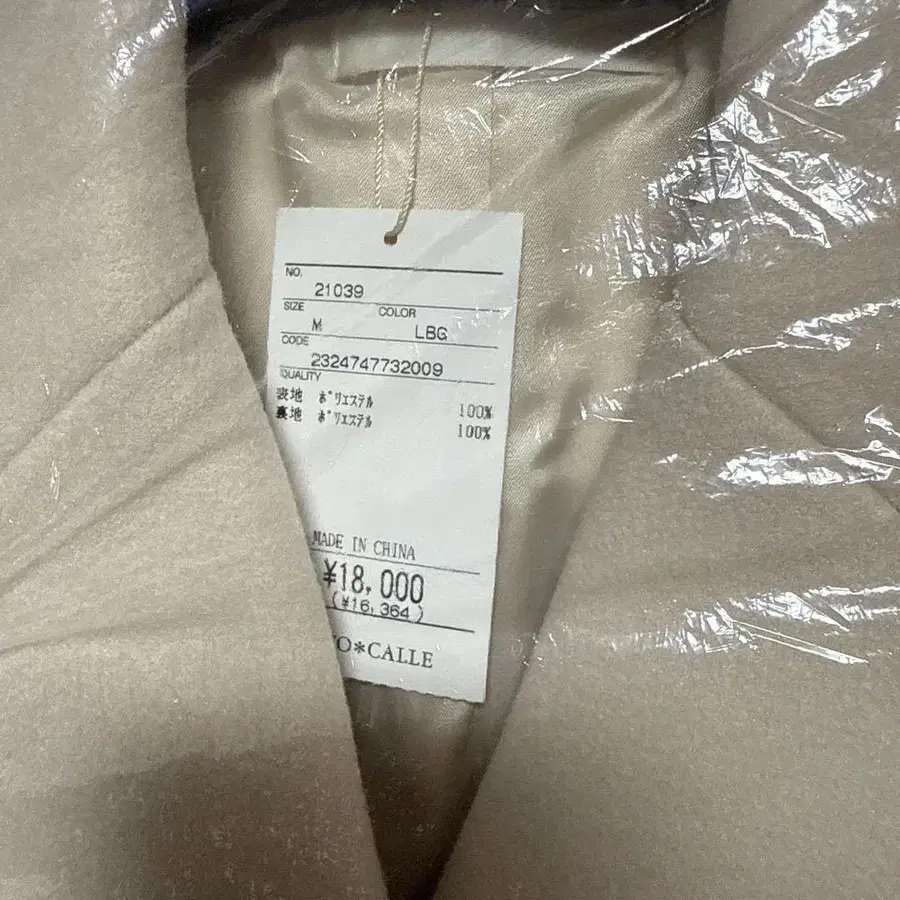 NO.
21039
SIZE COLOR
M LBG
CODE
2324747732009
QUALITY
表地 ポリエステル 100%
裏地 ポリエステル 100%
MADE IN CHINA
¥18,000
(¥16,364)
O*CALLE